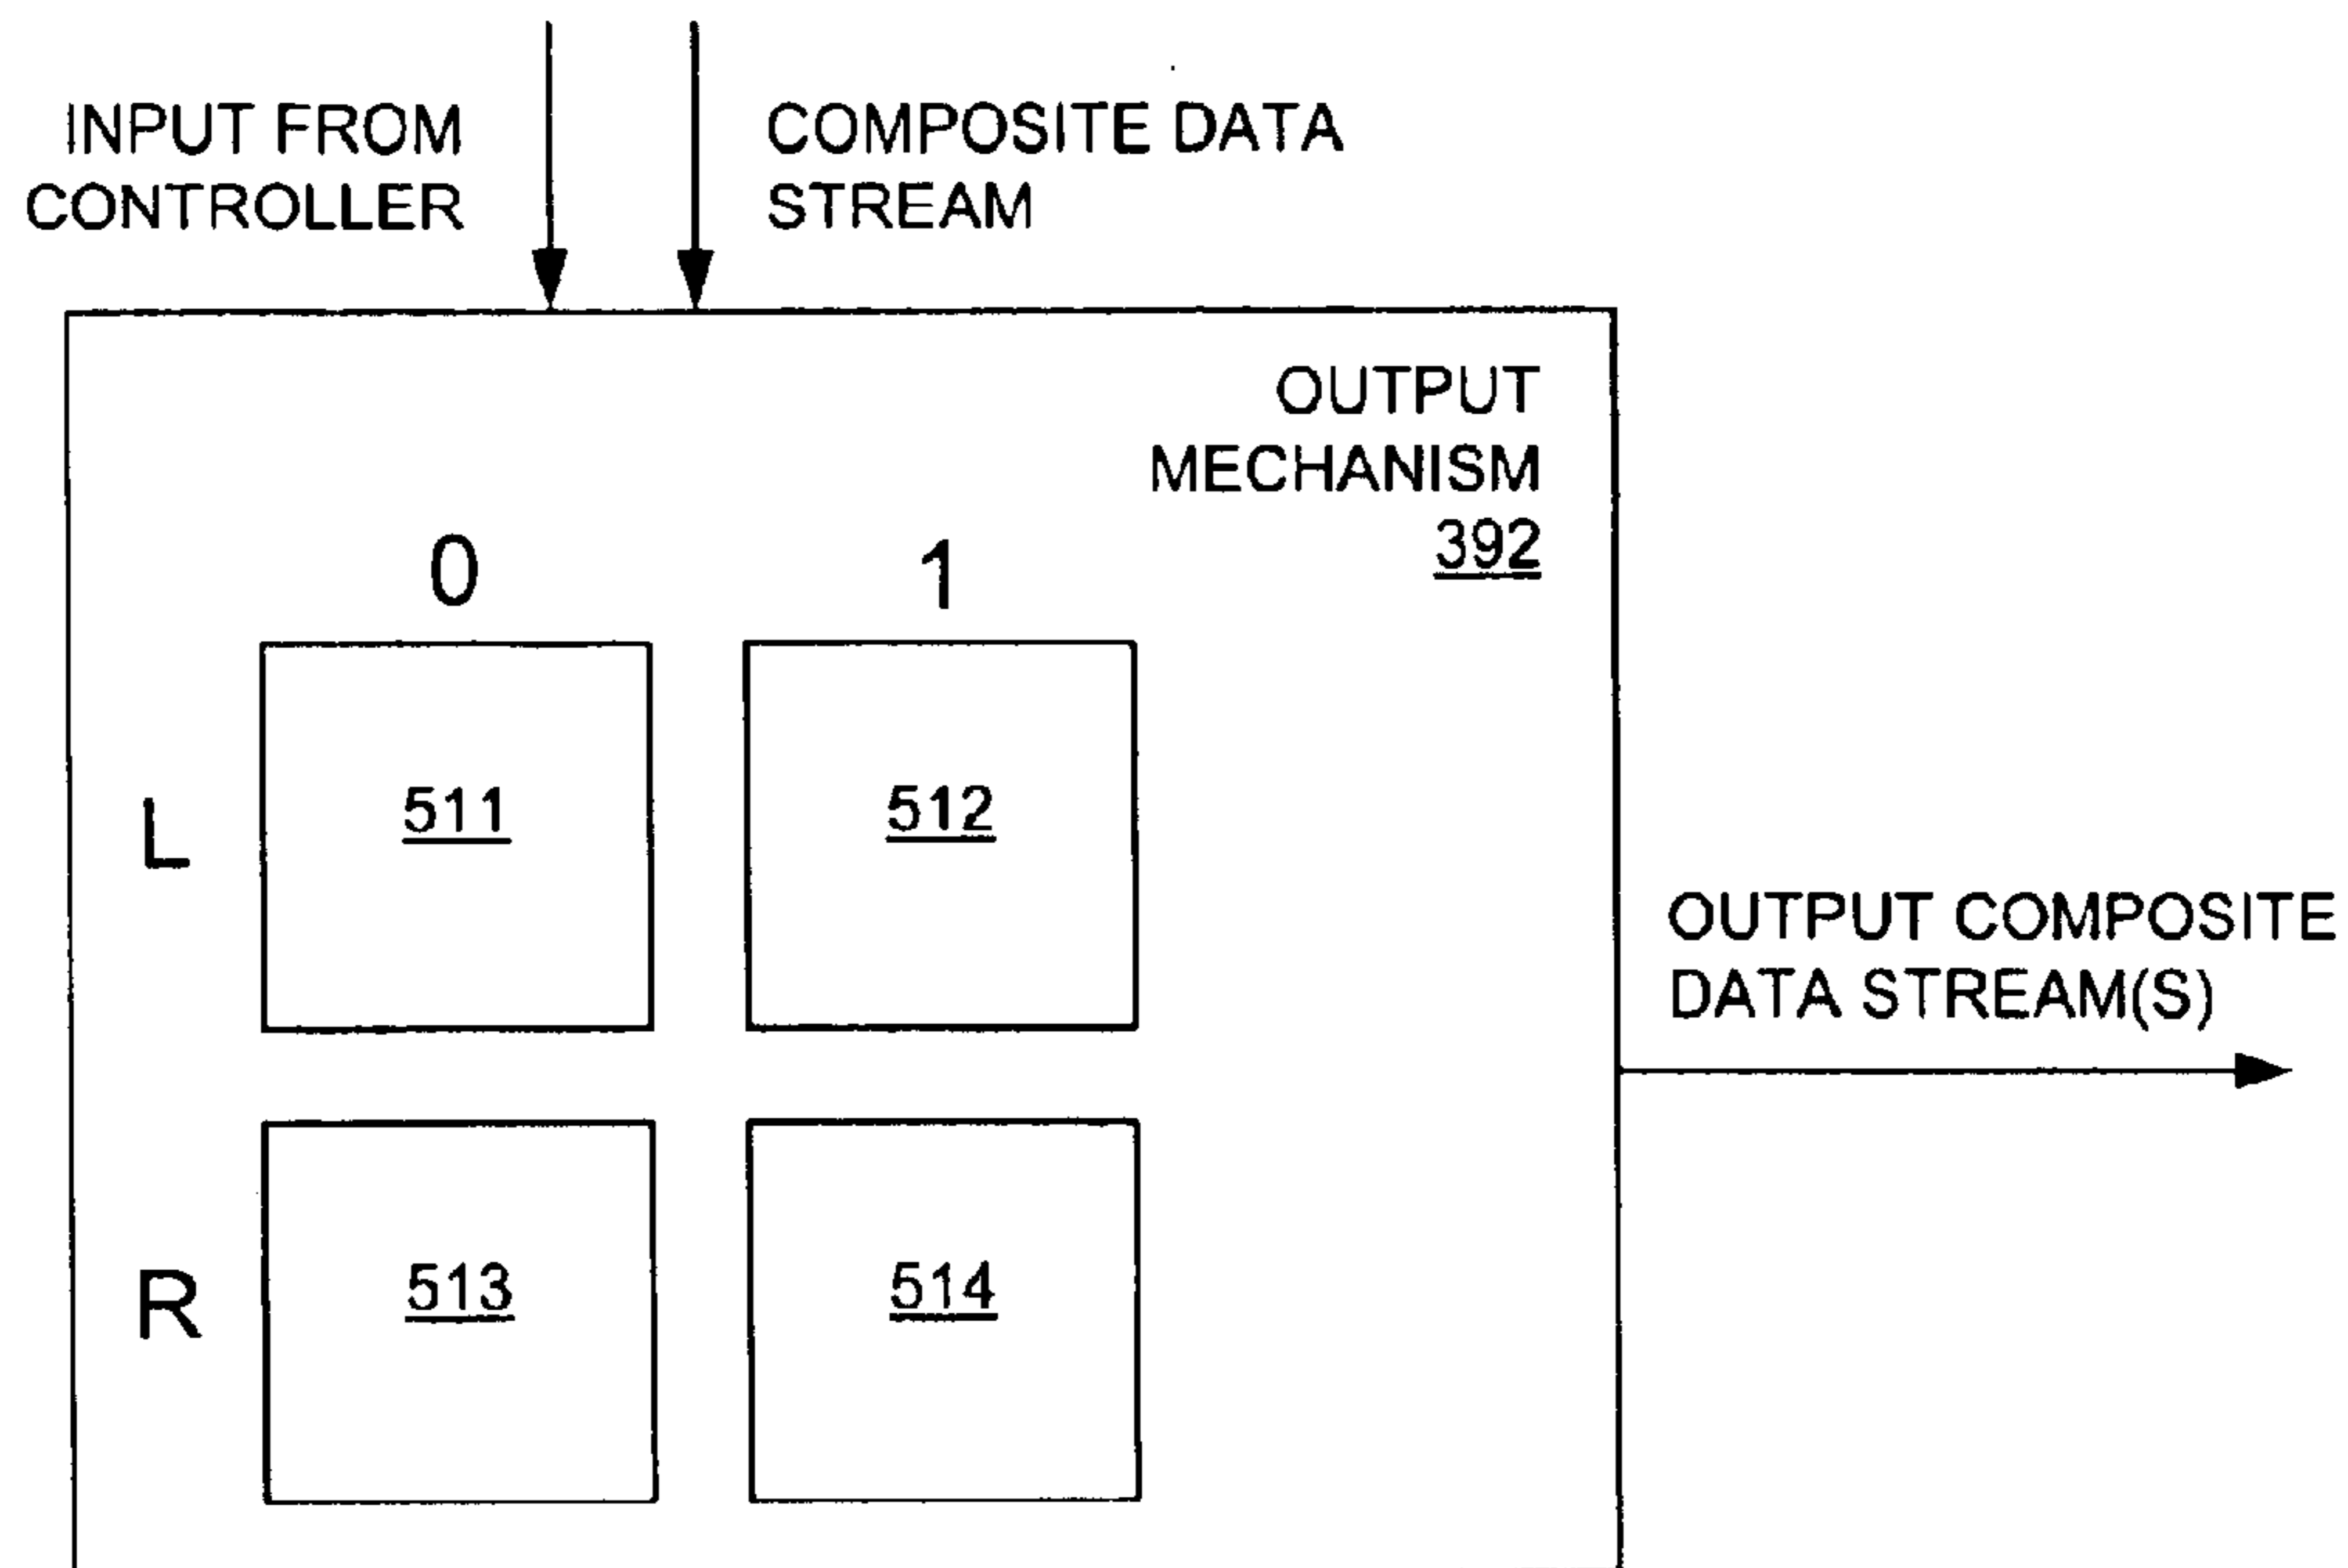 INPUT FROM
CONTROLLER
COMPOSITE DATA
STREAM
OUTPUT
MECHANISM
392
0 1
L 511 512
OUTPUT COMPOSITE
DATA STREAM(S)
R 513 514